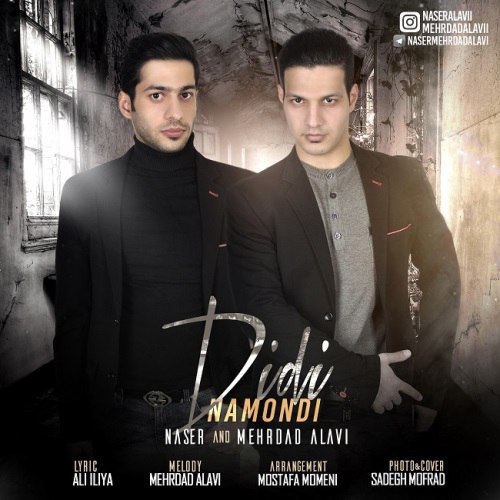 NASERALAVII
MEHRDADALAVII
NASERMEHRDADALAVI
Didi
NAMONDI
NASER AND MEHRDAD ALAVI
LYRIC
ALI ILIYA
MELODY
MEHRDAD ALAVI
ARRANGEMENT
MOSTAFA MOMENI
PHOTO&COVER
SADEGH MOFRAD